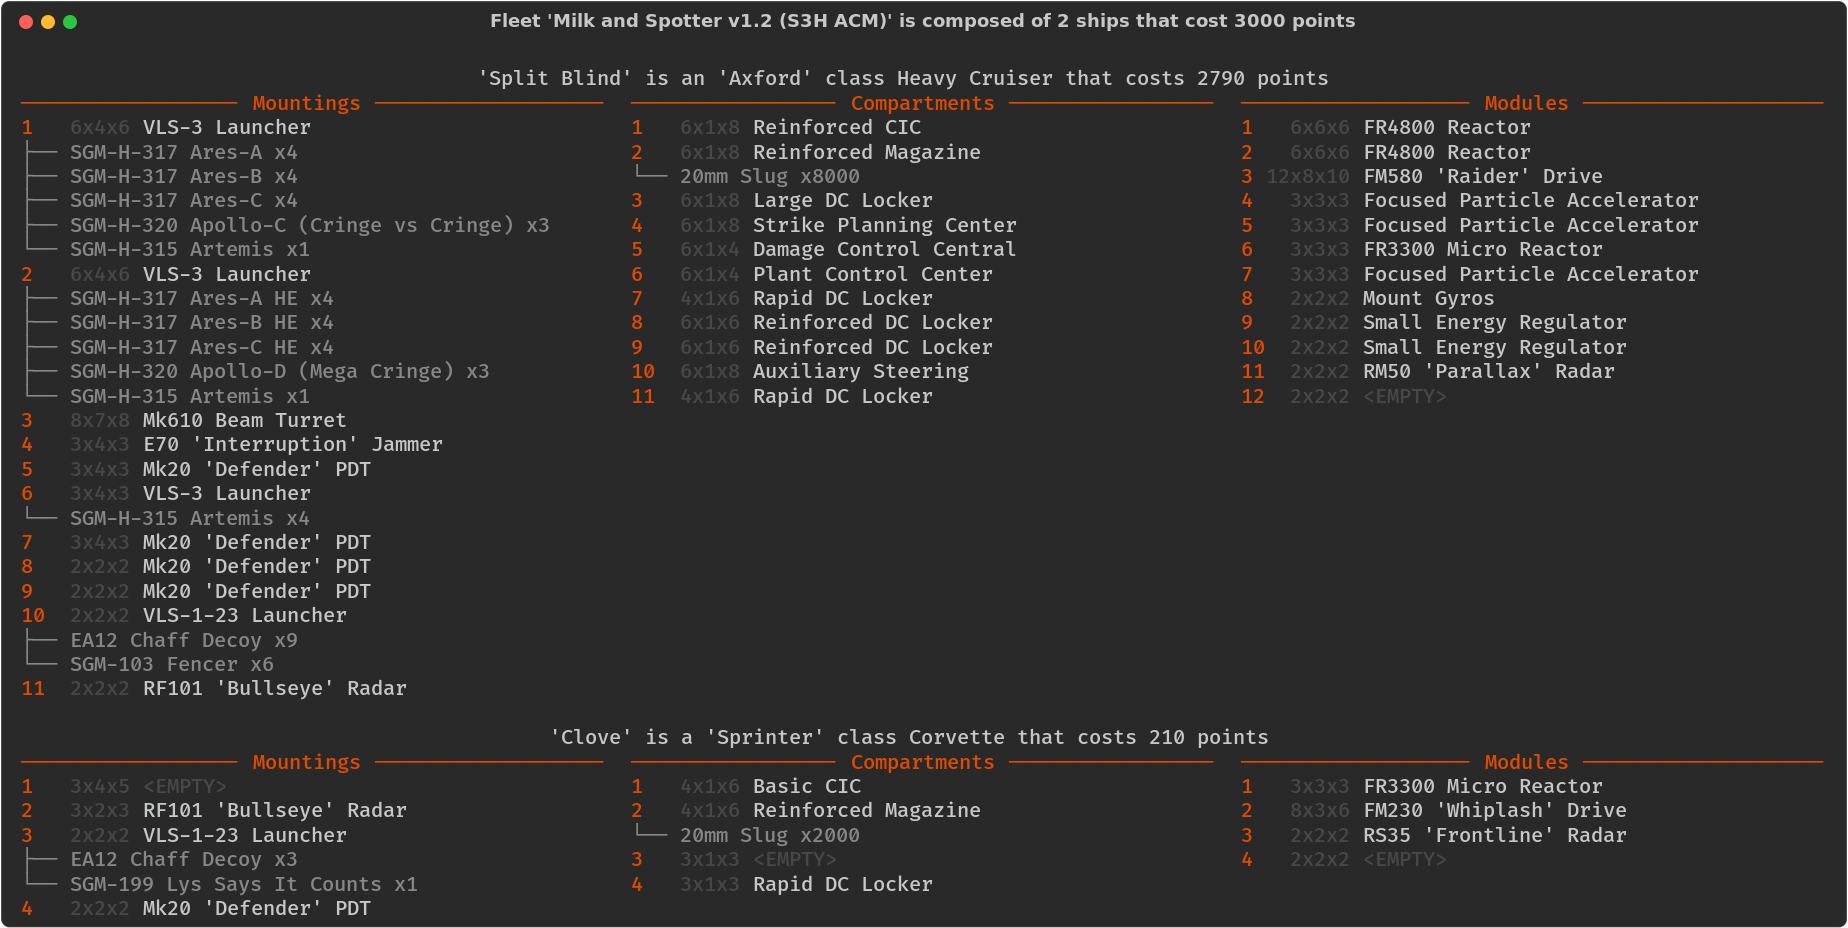 Fleet 'Milk and Spotter v1.2 (S3H ACM)' is composed of 2 ships that cost 3000 points
'Split Blind' is an 'Axford' class Heavy Cruiser that costs 2790 points
Mountings
1 6x4x6 VLS-3 Launcher
SGM-H-317 Ares-A x4
SGM-H-317 Ares-B x4
SGM-H-317 Ares-C x4
SGM-H-320 Apollo-C (Cringe vs Cringe) x3
SGM-H-315 Artemis x1
2 6x4x6 VLS-3 Launcher
SGM-H-317 Ares-A HE x4
SGM-H-317 Ares-B HE x4
SGM-H-317 Ares-C HE x4
SGM-H-320 Apollo-D (Mega Cringe) x3
SGM-H-315 Artemis x1
3 8x7x8 Mk610 Beam Turret
4 3x4x3 E70 'Interruption' Jammer
5 3x4x3 Mk20 'Defender' PDT
6 3x4x3 VLS-3 Launcher
SGM-H-315 Artemis x4
7 3x4x3 Mk20 'Defender' PDT
8 2x2x2 Mk20 'Defender' PDT
9 2x2x2 Mk20 'Defender' PDT
10 2x2x2 VLS-1-23 Launcher
EA12 Chaff Decoy x9
SGM-103 Fencer x6
11 2x2x2 RF101 'Bullseye' Radar
Compartments
1 6x1x8 Reinforced CIC
2 6x1x8 Reinforced Magazine
20mm Slug x8000
3 6x1x8 Large DC Locker
4 6x1x8 Strike Planning Center
5 6x1x4 Damage Control Central
6 6x1x4 Plant Control Center
7 4x1x6 Rapid DC Locker
8 6x1x6 Reinforced DC Locker
9 6x1x6 Reinforced DC Locker
10 6x1x8 Auxiliary Steering
11 4x1x6 Rapid DC Locker
Modules
1 6x6x6 FR4800 Reactor
2 6x6x6 FR4800 Reactor
3 12x8x10 FM580 'Raider' Drive
4 3x3x3 Focused Particle Accelerator
5 3x3x3 Focused Particle Accelerator
6 3x3x3 FR3300 Micro Reactor
7 3x3x3 Focused Particle Accelerator
8 2x2x2 Mount Gyros
9 2x2x2 Small Energy Regulator
10 2x2x2 Small Energy Regulator
11 2x2x2 RM50 'Parallax' Radar
12 2x2x2 <EMPTY>
'Clove' is a 'Sprinter' class Corvette that costs 210 points
Mountings
1 3x4x5 <EMPTY>
2 3x2x3 RF101 'Bullseye' Radar
3 2x2x2 VLS-1-23 Launcher
EA12 Chaff Decoy x3
SGM-199 Lys Says It Counts x1
4 2x2x2 Mk20 'Defender' PDT
Compartments
1 4x1x6 Basic CIC
2 4x1x6 Reinforced Magazine
20mm Slug x2000
3 3x1x3 <EMPTY>
4 3x1x3 Rapid DC Locker
Modules
1 3x3x3 FR3300 Micro Reactor
2 8x3x6 FM230 'Whiplash' Drive
3 2x2x2 RS35 'Frontline' Radar
4 2x2x2 <EMPTY>